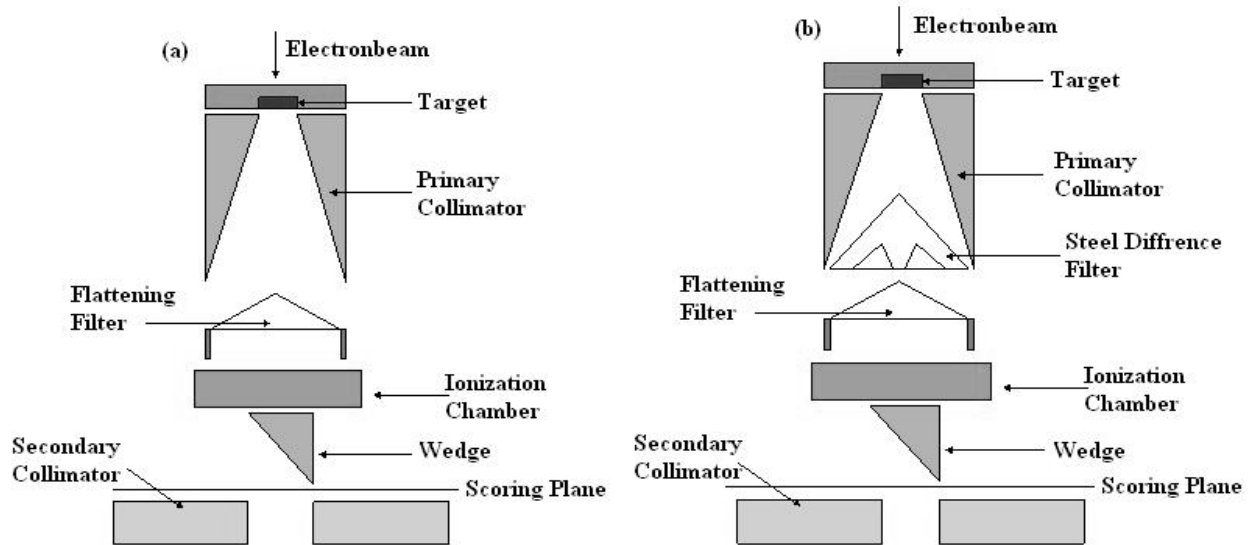 (a)
Electronbeam
Target
Primary
Collimator
Flattening
Filter
Ionization
Chamber
Secondary
Collimator
Wedge
Scoring Plane
(b)
Electronbeam
Target
Primary
Collimator
Steel Diffrence
Filter
Flattening
Filter
Ionization
Chamber
Secondary
Collimator
Wedge
Scoring Plane